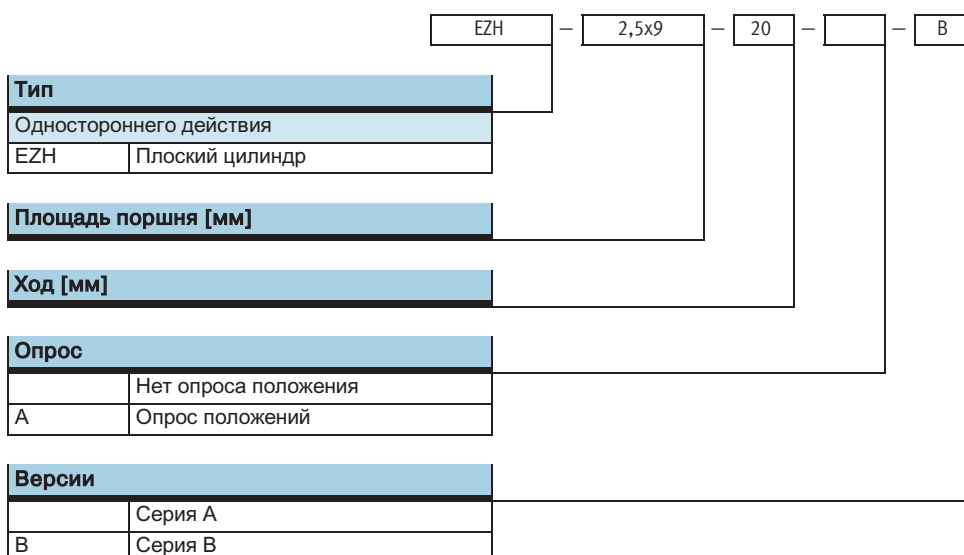 EZH – 2,5x9 – 20 – – B
Тип
Одностороннего действия
EZH Плоский цилиндр
Площадь поршня [мм]
Ход [мм]
Опрос
Нет опроса положения
A Опрос положений
Версии
Серия A
B Серия B